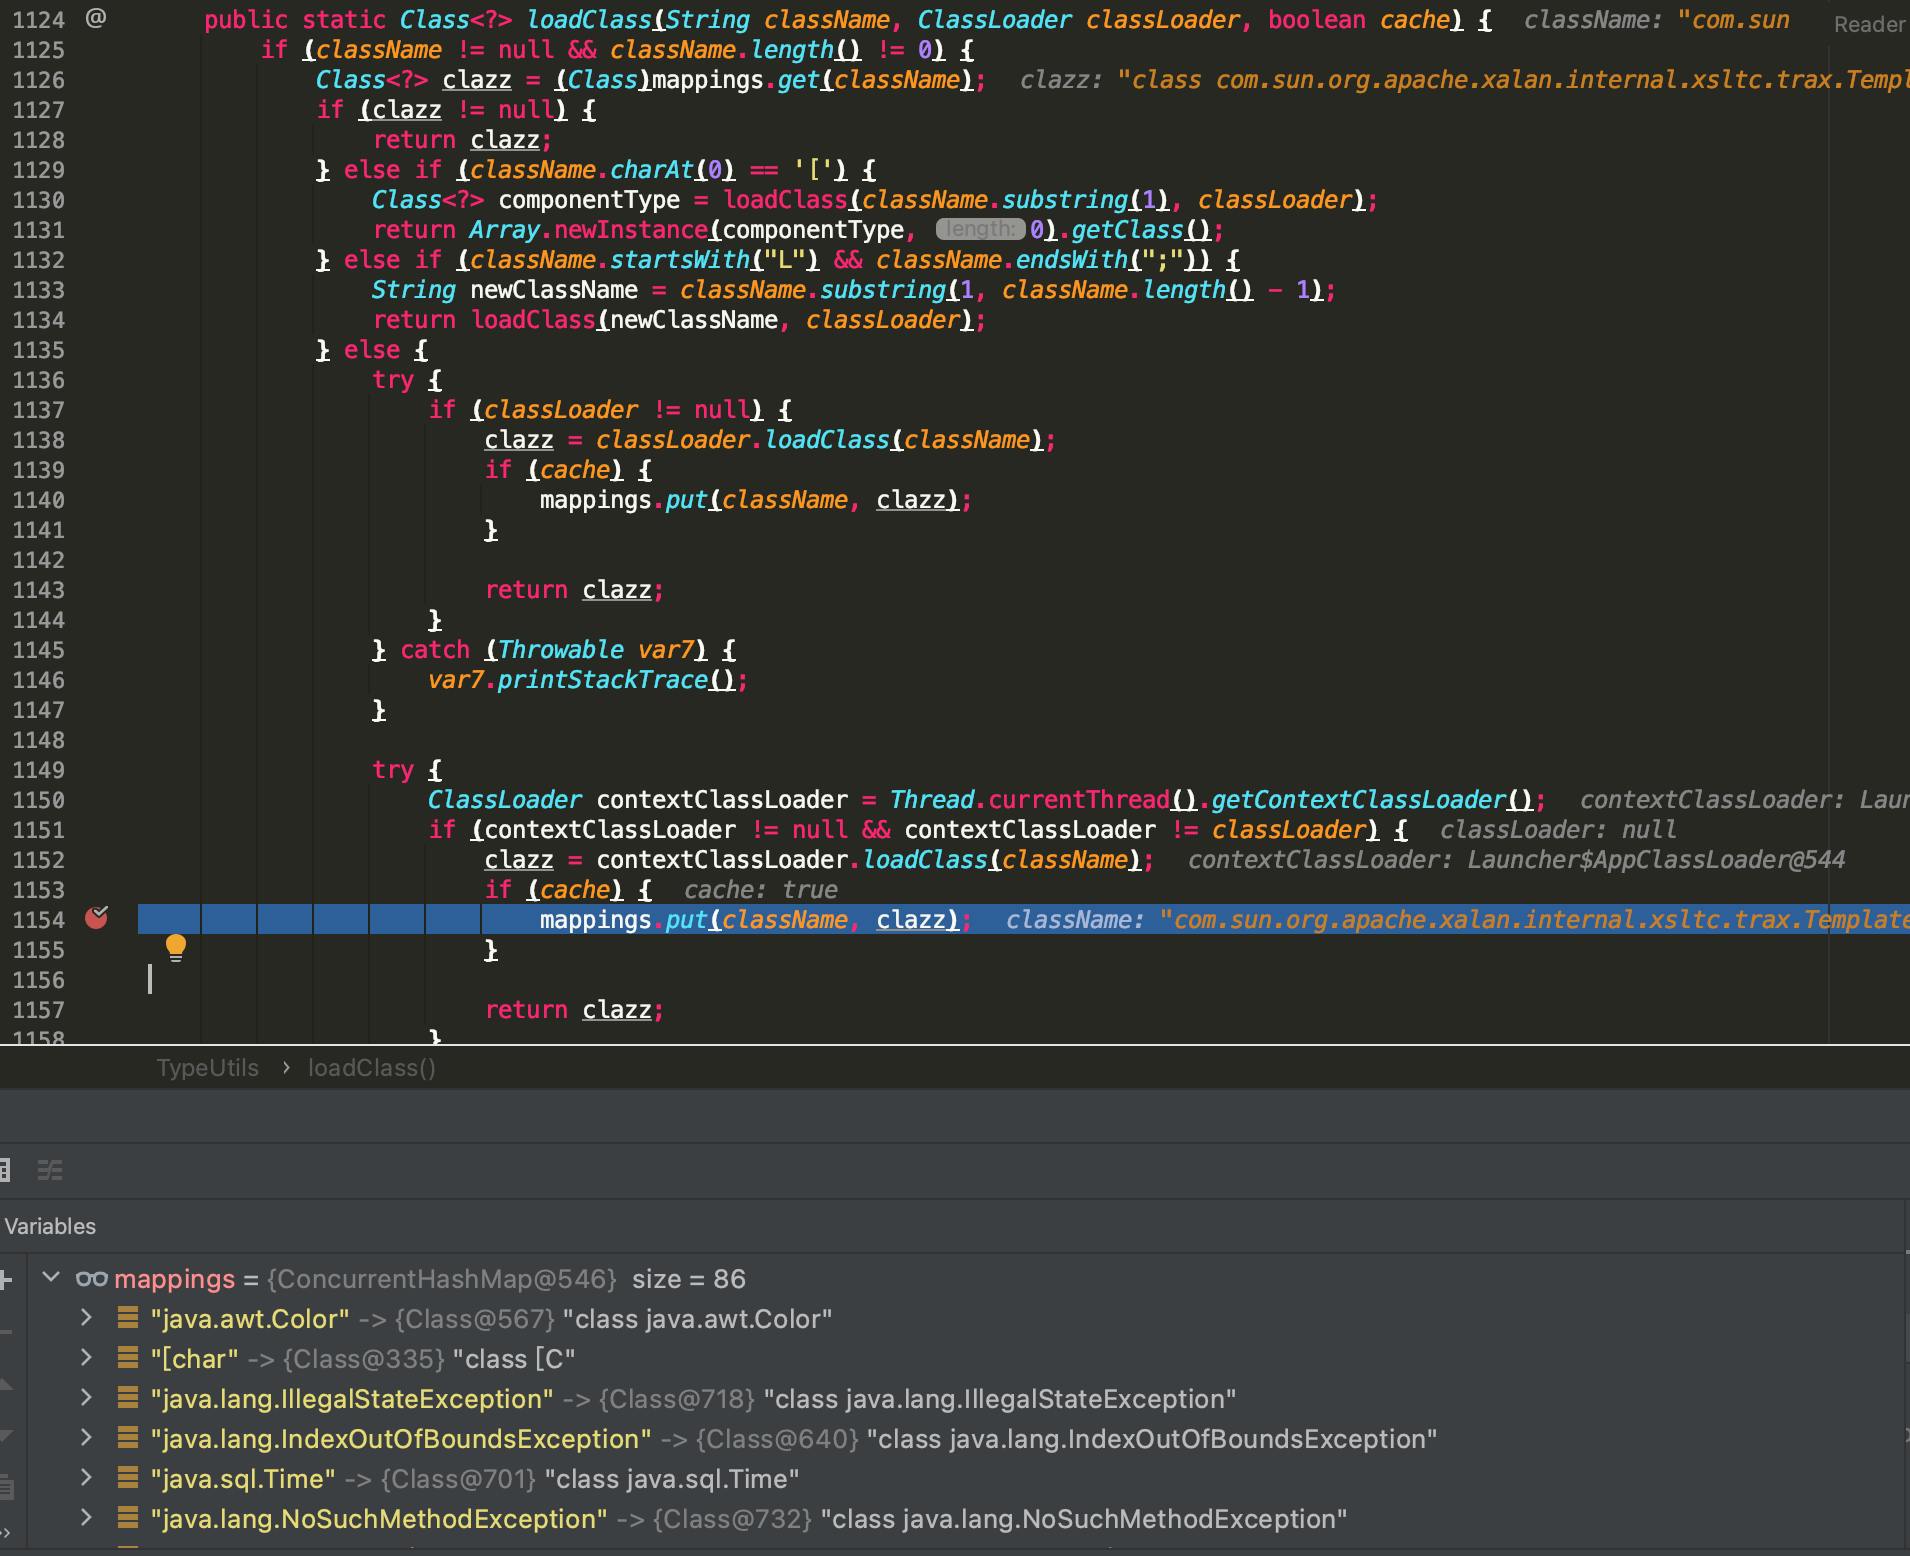 1124 @ public static Class<?> loadClass(String className, ClassLoader classLoader, boolean cache) { className: "com.sun Reader
1125 if (className != null && className.length() != 0) {
1126 Class<?> clazz = (Class)mappings.get(className); clazz: "class com.sun.org.apache.xalan.internal.xsltc.trax.Templ
1127 if (clazz != null) {
1128 return clazz;
1129 } else if (className.charAt(0) == '[') {
1130 Class<?> componentType = loadClass(className.substring(1), classLoader);
1131 return Array.newInstance(componentType, length: 0).getClass();
1132 } else if (className.startsWith("L") && className.endsWith(";")) {
1133 String newClassName = className.substring(1, className.length() - 1);
1134 return loadClass(newClassName, classLoader);
1135 } else {
1136 try {
1137 if (classLoader != null) {
1138 clazz = classLoader.loadClass(className);
1139 if (cache) {
1140 mappings.put(className, clazz);
1141 }
1142
1143 return clazz;
1144 }
1145 } catch (Throwable var7) {
1146 var7.printStackTrace();
1147 }
1148
1149 try {
1150 ClassLoader contextClassLoader = Thread.currentThread().getContextClassLoader(); contextClassLoader: Laun
1151 if (contextClassLoader != null && contextClassLoader != classLoader) { classLoader: null
1152 clazz = contextClassLoader.loadClass(className); contextClassLoader: Launcher$AppClassLoader@544
1153 if (cache) { cache: true
1154 mappings.put(className, clazz); className: "com.sun.org.apache.xalan.internal.xsltc.trax.Template
1155 }
1156
1157 return clazz;
1158 }
TypeUtils › loadClass()
Variables
mappings = {ConcurrentHashMap@546} size = 86
"java.awt.Color" -> {Class@567} "class java.awt.Color"
"[char" -> {Class@335} "class [C"
"java.lang.IllegalStateException" -> {Class@718} "class java.lang.IllegalStateException"
"java.lang.IndexOutOfBoundsException" -> {Class@640} "class java.lang.IndexOutOfBoundsException"
"java.sql.Time" -> {Class@701} "class java.sql.Time"
"java.lang.NoSuchMethodException" -> {Class@732} "class java.lang.NoSuchMethodException"